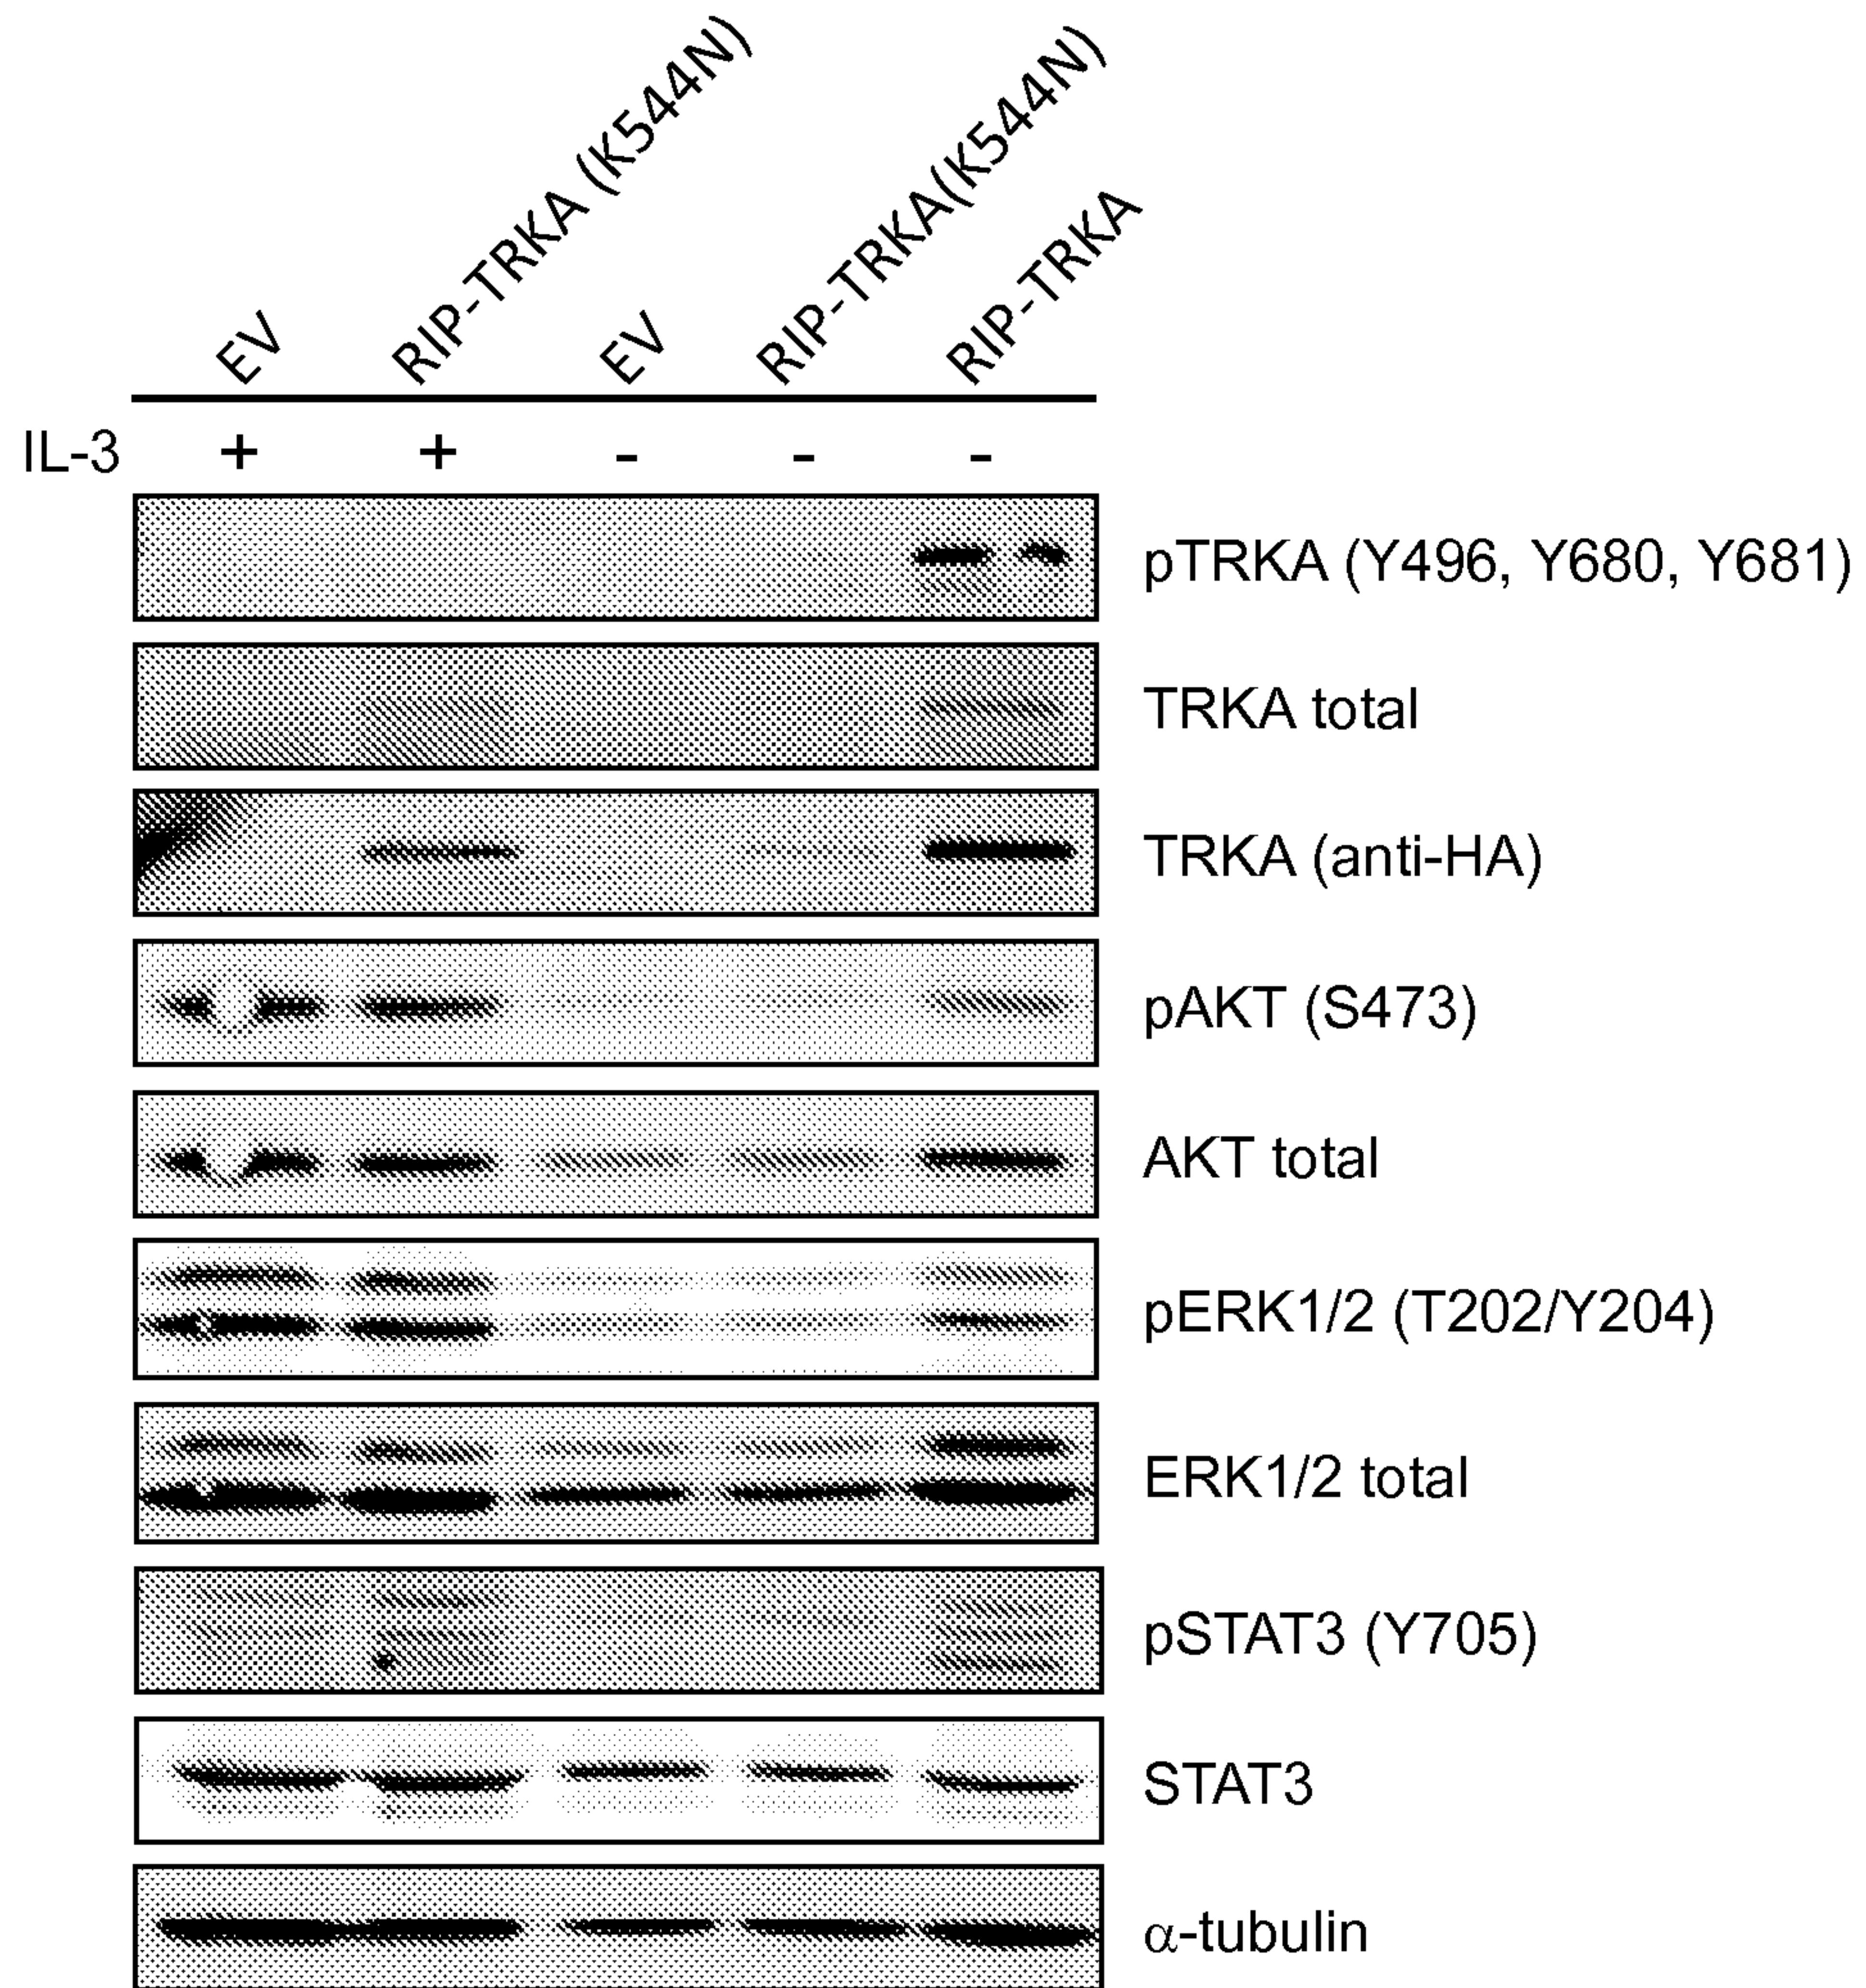 EV
RIP-TRKA (K544N)
EV
RIP-TRKA(K544N)
RIP-TRKA
IL-3 + + - - -
pTRKA (Y496, Y680, Y681)
TRKA total
TRKA (anti-HA)
pAKT (S473)
AKT total
pERK1/2 (T202/Y204)
ERK1/2 total
pSTAT3 (Y705)
STAT3
α-tubulin